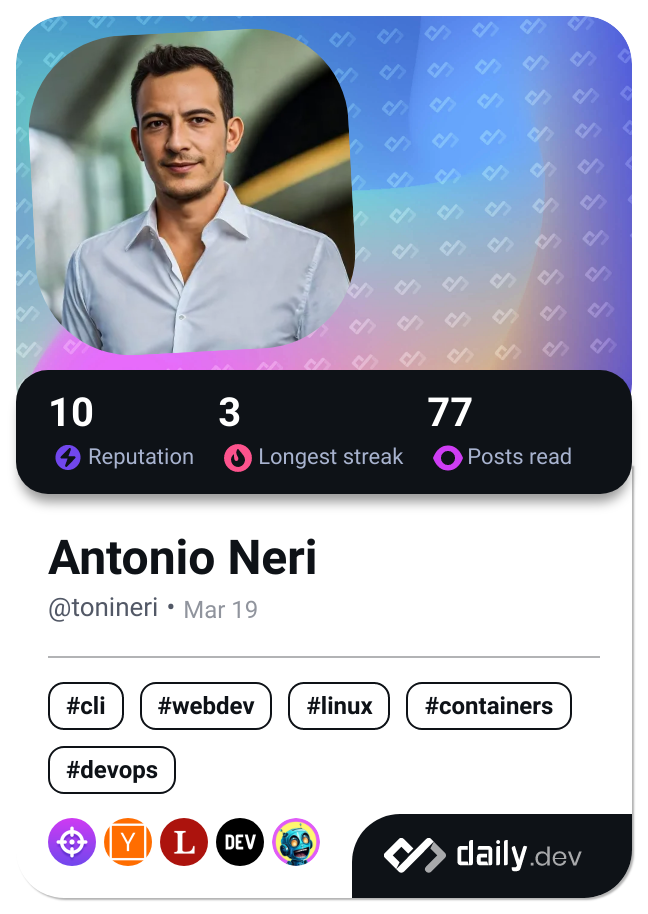 10 3 77
Reputation Longest streak Posts read
Antonio Neri
@tonineri • Mar 19
#cli #webdev #linux #containers
#devops
Y L DEV
daily.dev